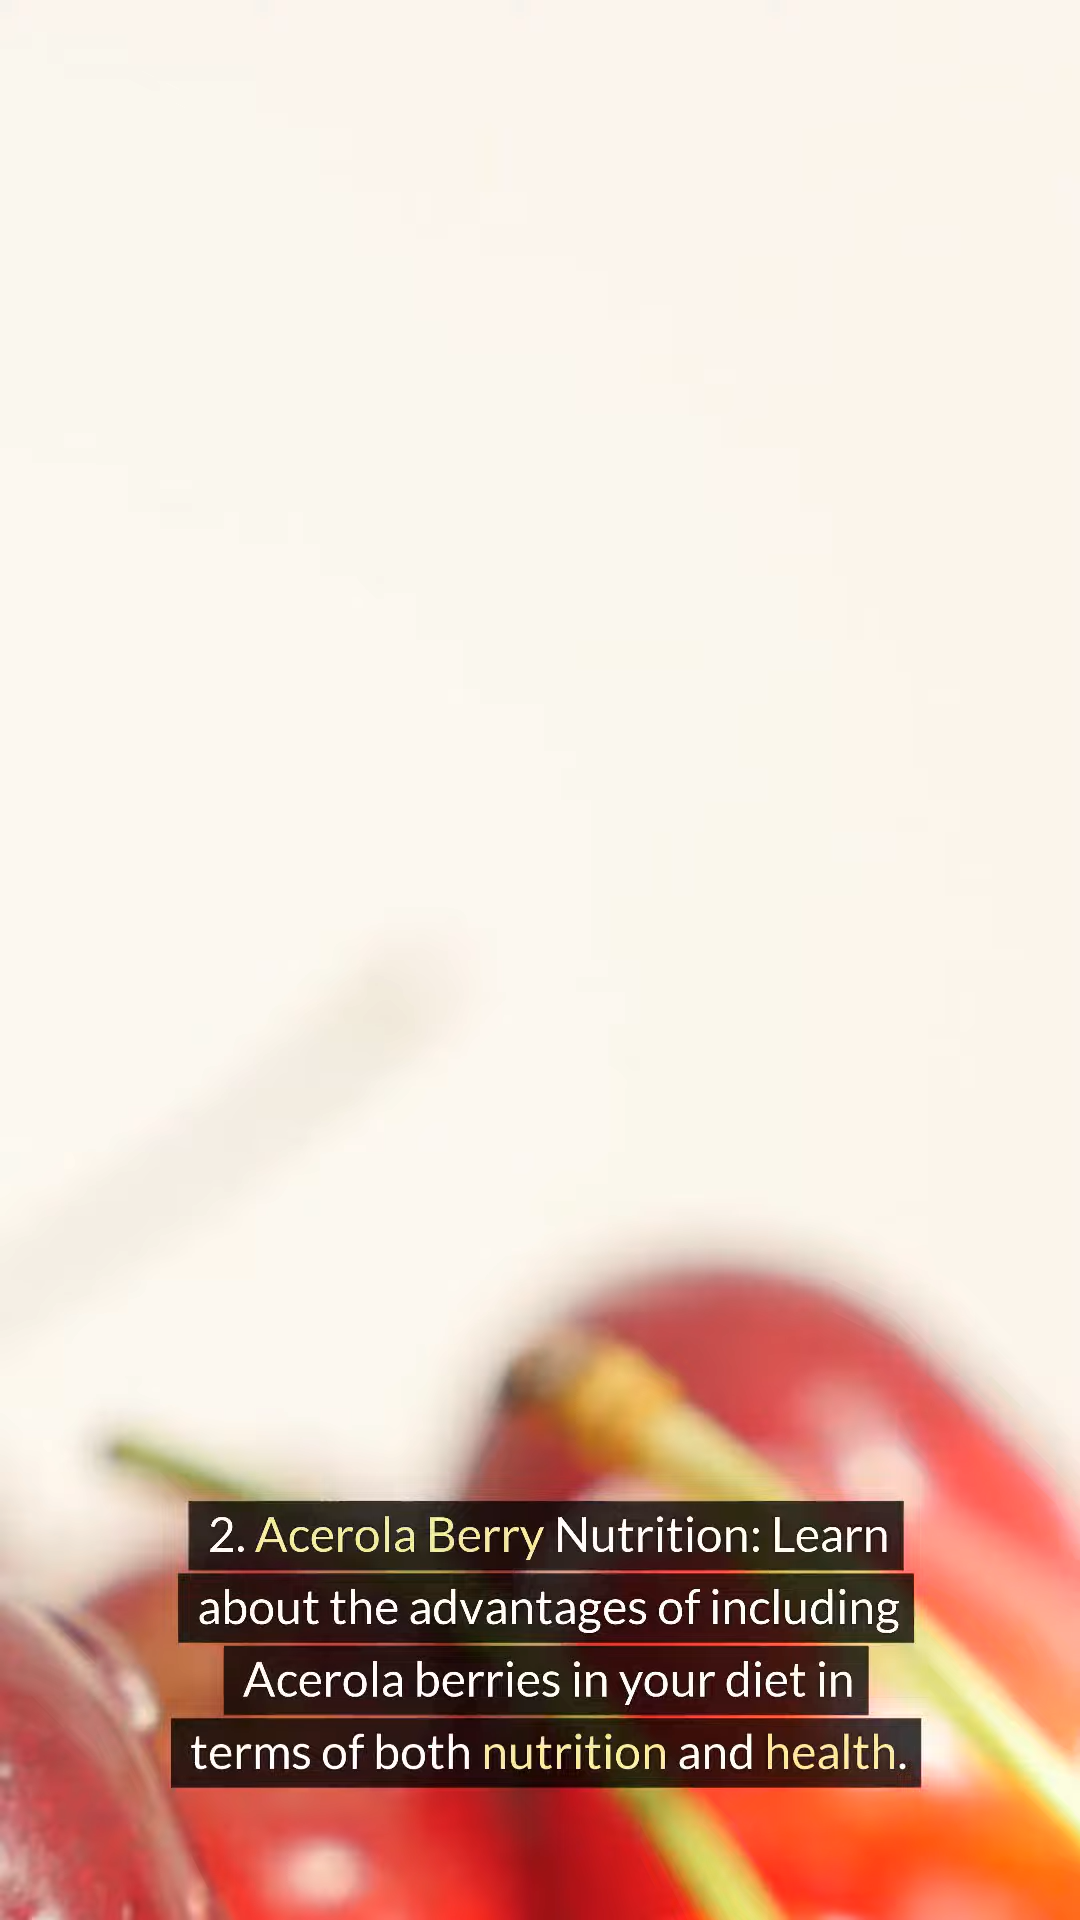 2. Acerola Berry Nutrition: Learn
about the advantages of including
Acerola berries in your diet in
terms of both nutrition and health.